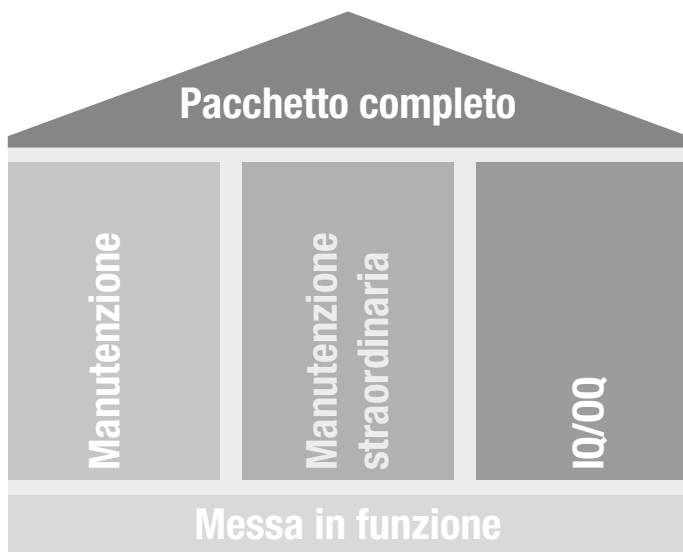 Pacchetto completo
Manutenzione
Manutenzione
straordinaria
IQ/OQ
Messa in funzione